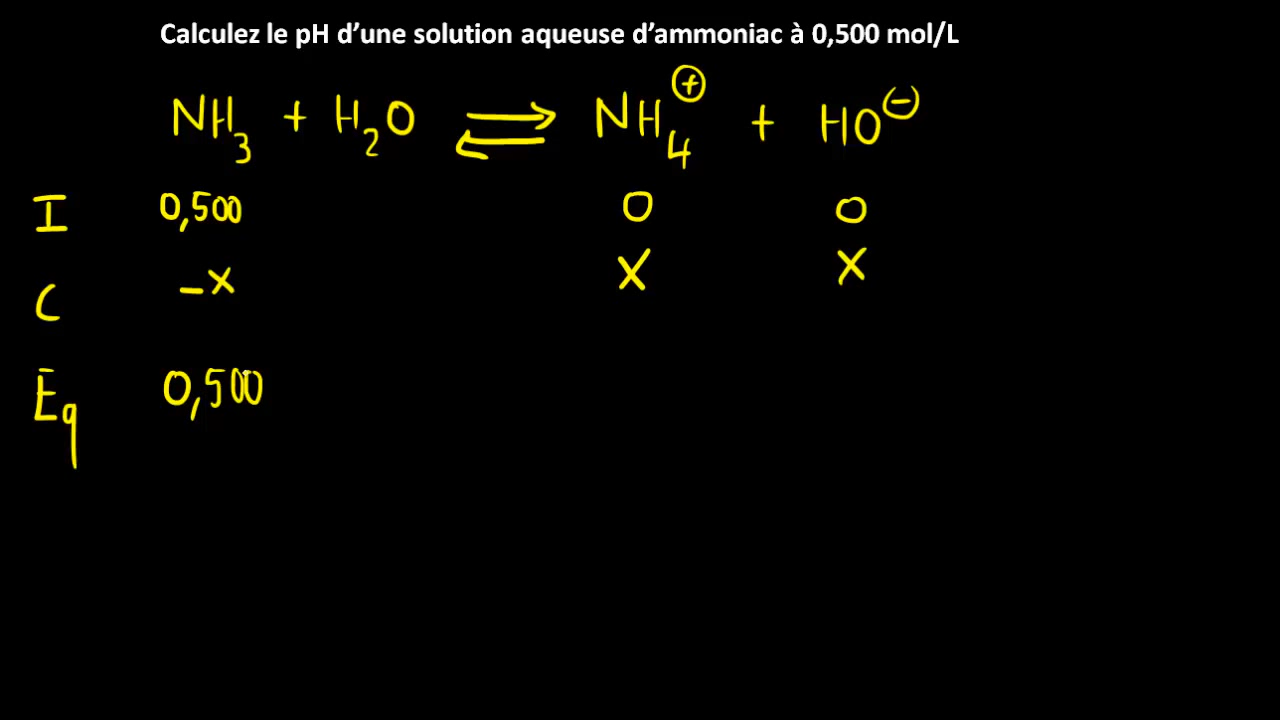 Calculez le pH d’une solution aqueuse d’ammoniac à 0,500 mol/L
NH₃ + H₂O ⇌ NH₄⊕ + HO⊖
I 0,500 0 0
C -x x x
Eq 0,500